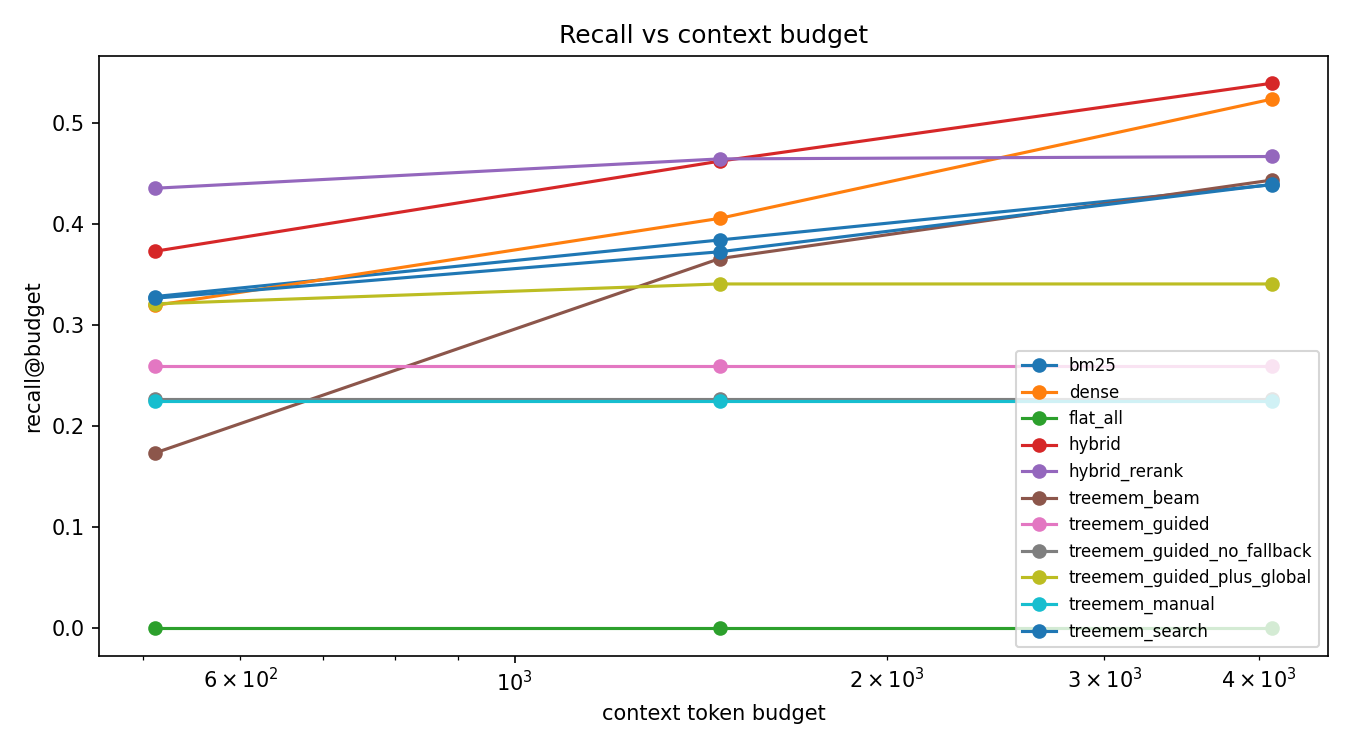 Recall vs context budget
recall@budget
0.5
0.4
0.3
0.2
0.1
0.0
bm25
dense
flat_all
hybrid
hybrid_rerank
treemem_beam
treemem_guided
treemem_guided_no_fallback
treemem_guided_plus_global
treemem_manual
treemem_search
6 × 10² 10³ 2 × 10³ 3 × 10³ 4 × 10³
context token budget